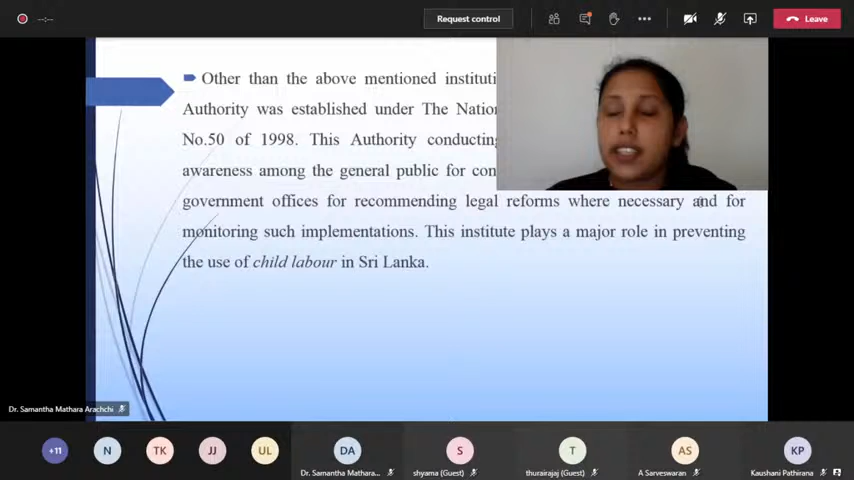 --:--
Request control
Leave
Other than the above mentioned instituti
Authority was established under The Nation
No.50 of 1998. This Authority conducting
awareness among the general public for con
government offices for recommending legal reforms where necessary and for
monitoring such implementations. This institute plays a major role in preventing
the use of child labour in Sri Lanka.
Dr. Samantha Mathara Arachchi
+11
N
TK
JJ
UL
DA
S
T
AS
KP
Dr. Samantha Mathara...
shyama (Guest)
thurairajaj (Guest)
A Sarveswaran
Kaushani Pathirana